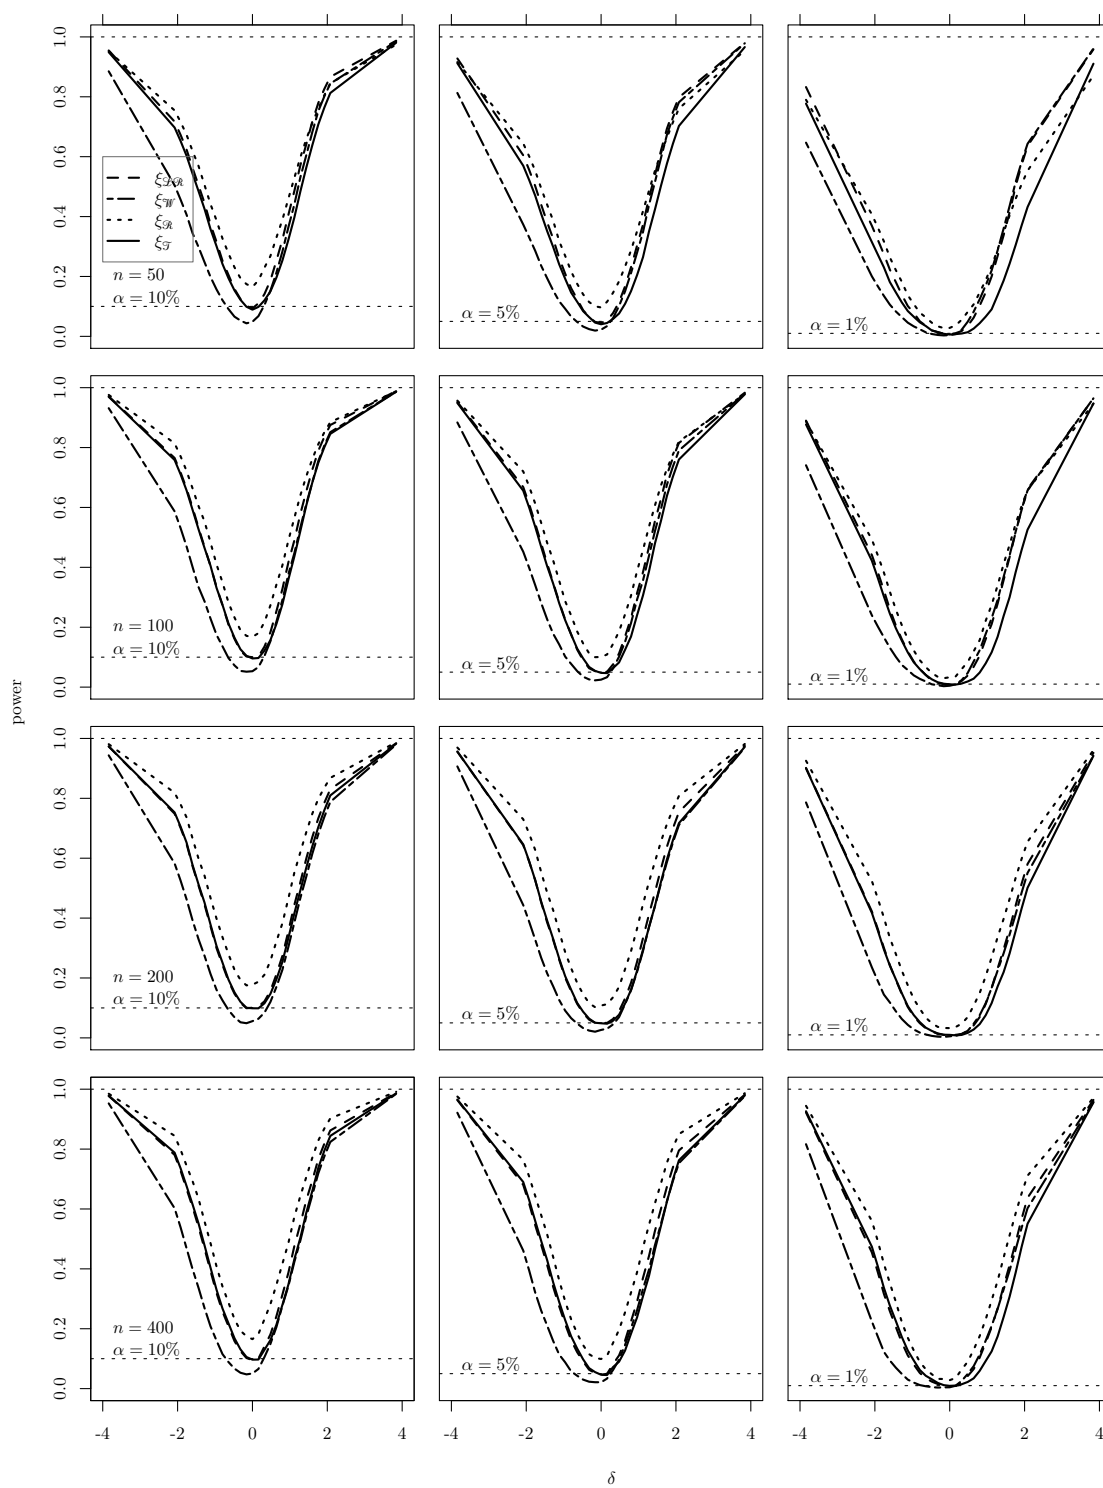 1.0
0.8
0.6
0.4
0.2
0.0
ξ𝒲
ξℛ
ξ𝒯
n = 50
α = 10%
α = 5%
α = 1%
1.0
0.8
0.6
0.4
0.2
0.0
n = 100
α = 10%
α = 5%
α = 1%
power
1.0
0.8
0.6
0.4
0.2
0.0
n = 200
α = 10%
α = 5%
α = 1%
1.0
0.8
0.6
0.4
0.2
0.0
n = 400
α = 10%
α = 5%
α = 1%
-4 -2 0 2 4
-4 -2 0 2 4
-4 -2 0 2 4
δ